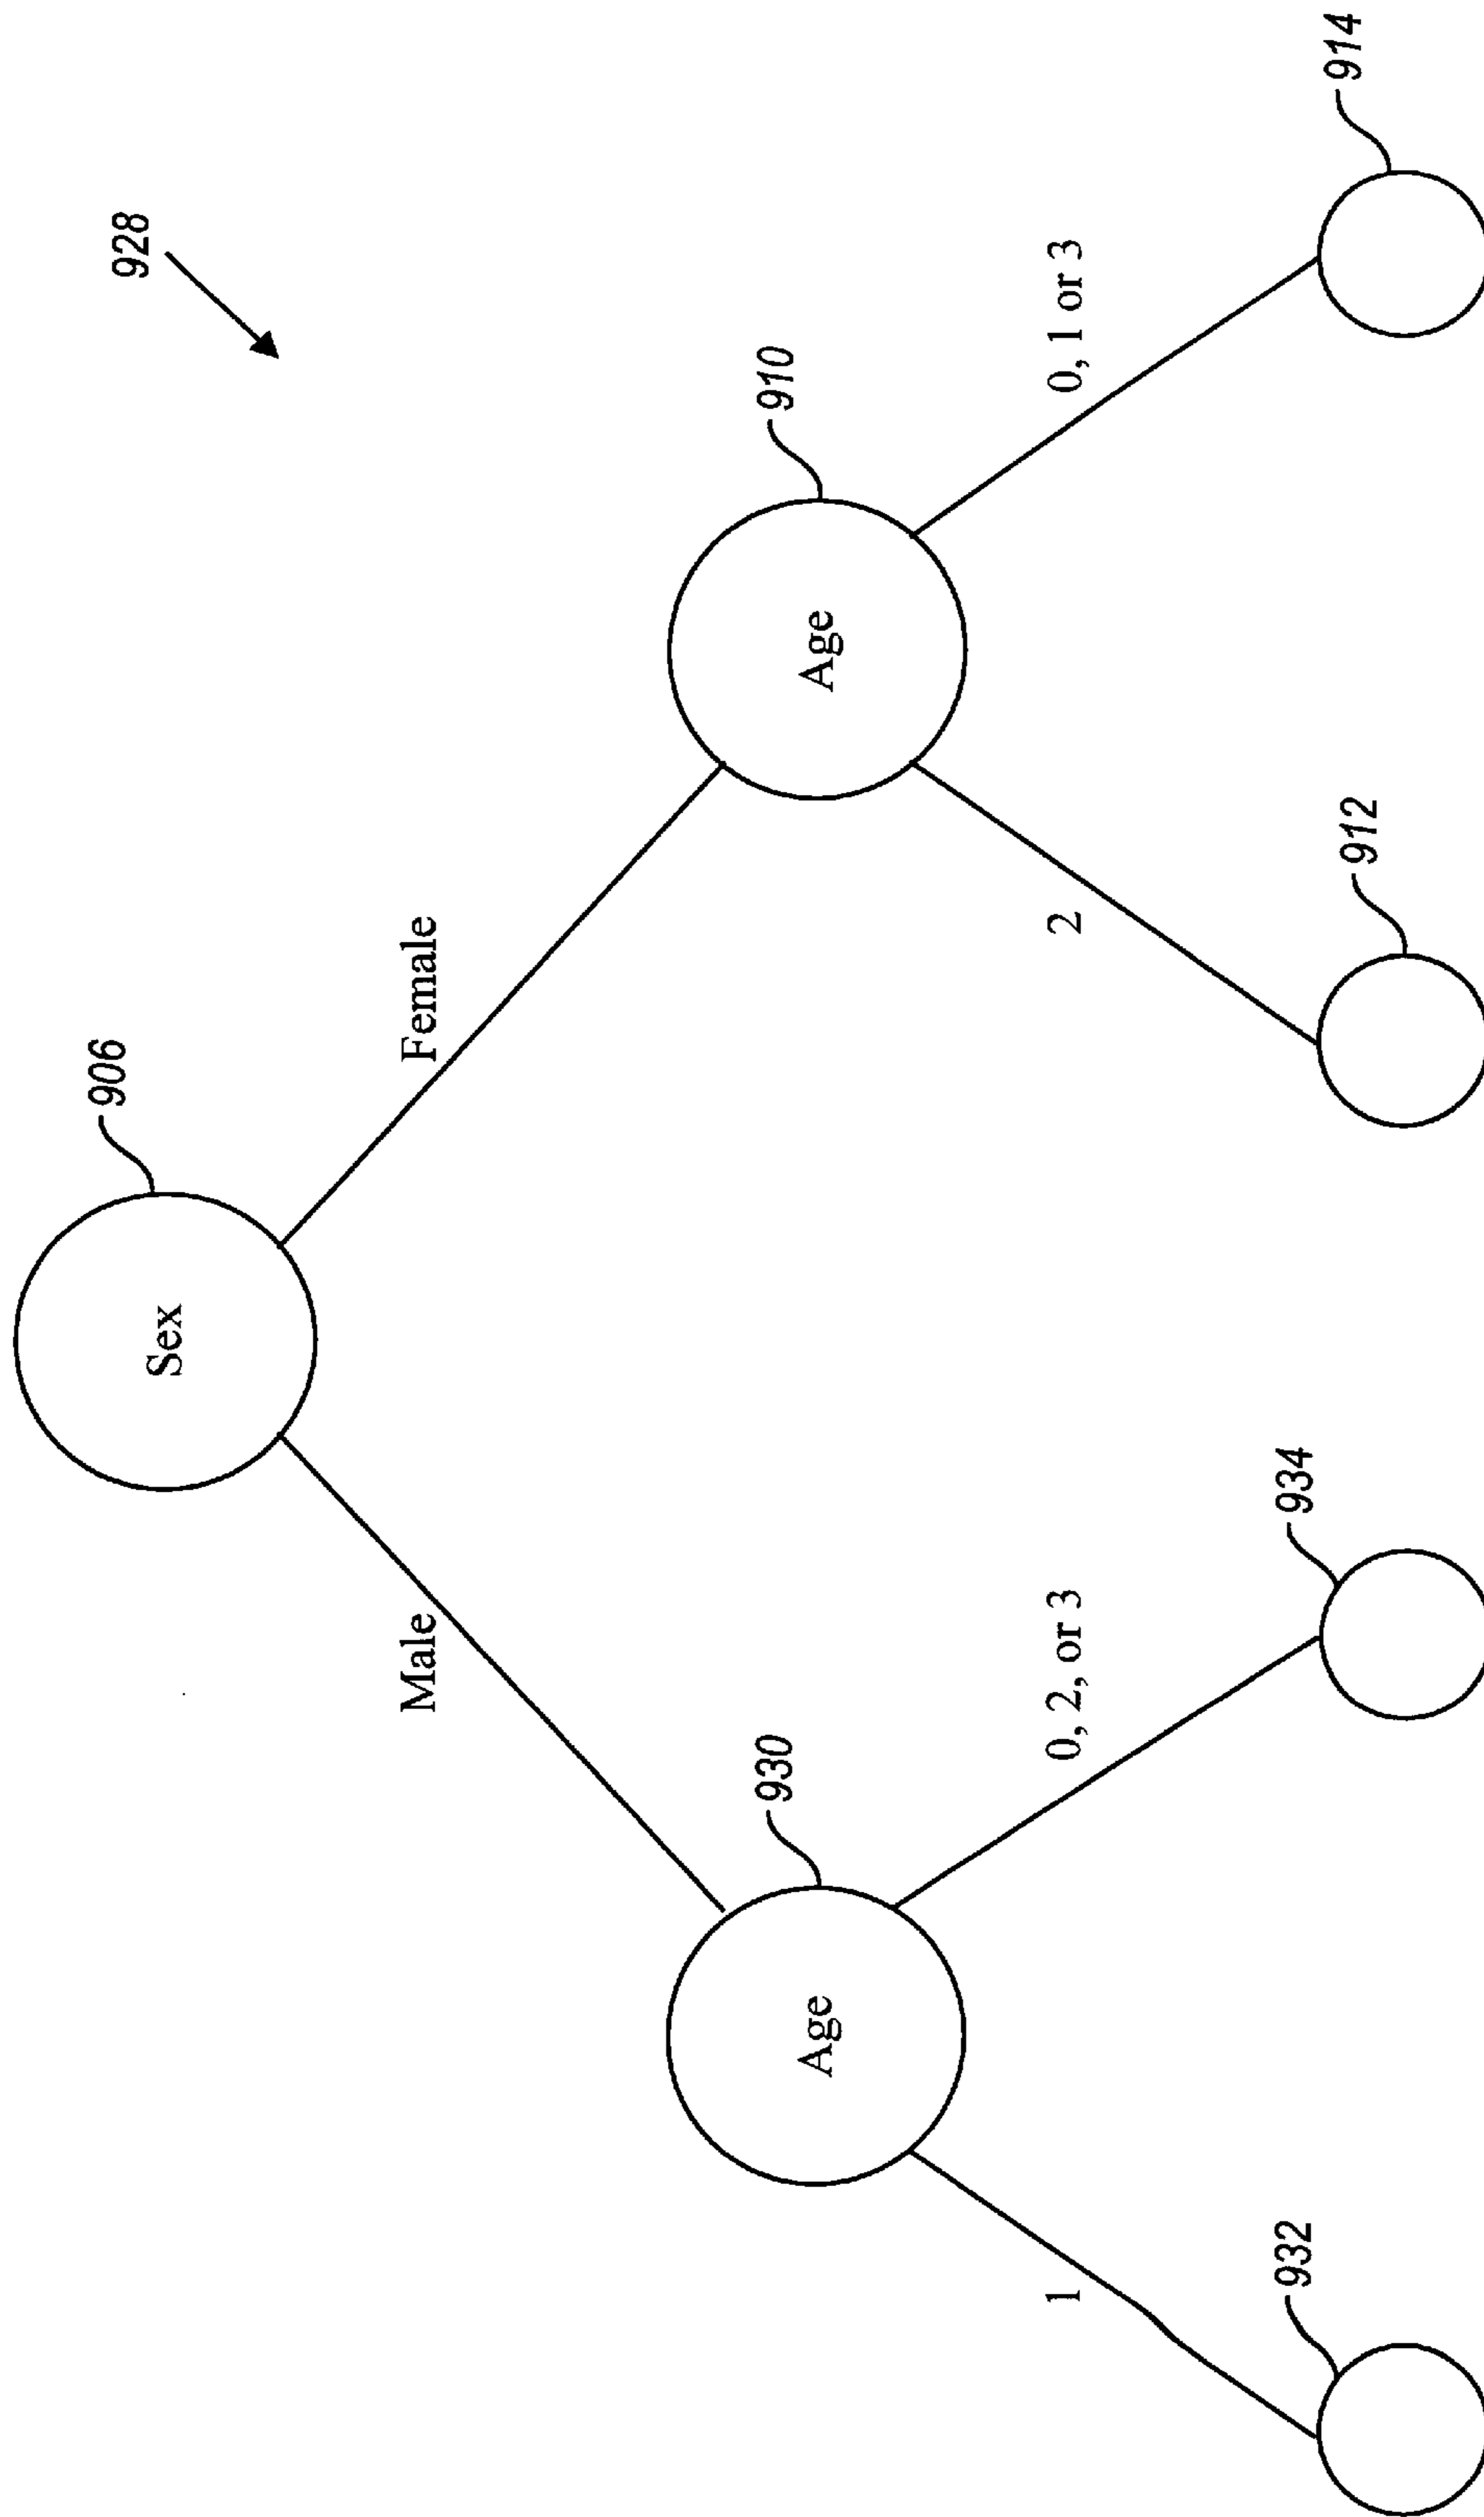 928
906
Sex
Male
Female
930
Age
910
Age
1
0, 2, or 3
2
0, 1 or 3
932
934
912
914